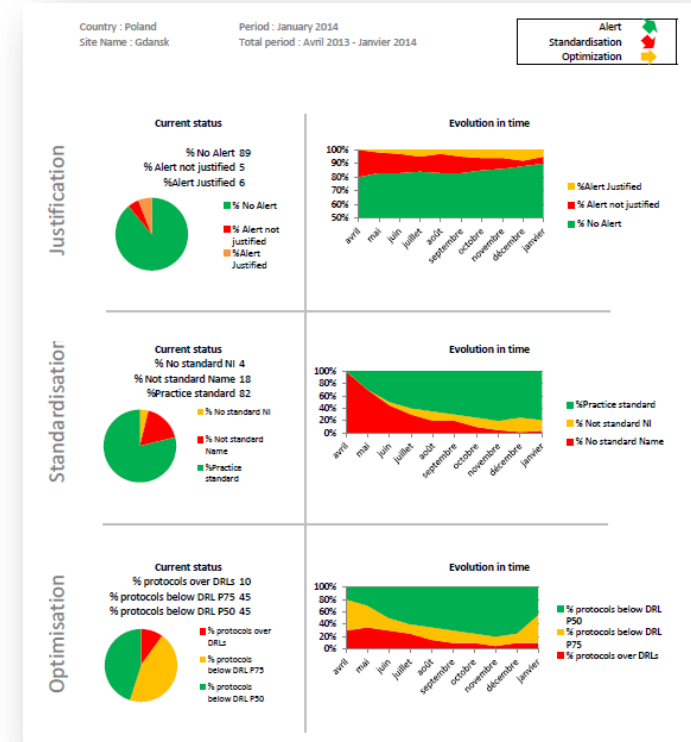 Country : Poland
Site Name : Gdansk
Period : January 2014
Total period : Avril 2013 - Janvier 2014
Alert
Standardisation
Optimization
Justification
Current status
% No Alert 89
% Alert not justified 5
%Alert Justified 6
% No Alert
% Alert not
justified
%Alert
Justified
Evolution in time
100%
90%
80%
70%
60%
50%
avril
mai
juin
juillet
août
septembre
octobre
novembre
décembre
janvier
%Alert Justified
% Alert not justified
% No Alert
Standardisation
Current status
% No standard NI 4
% Not standard Name 18
%Practice standard 82
% No standard NI
% Not standard
Name
%Practice
standard
Evolution in time
100%
80%
60%
40%
20%
0%
avril
mai
juin
juillet
août
septembre
octobre
novembre
décembre
janvier
%Practice standard
% Not standard NI
% No standard Name
Optimisation
Current status
% protocols over DRLs 10
% protocols below DRL P75 45
% protocols below DRL P50 45
% protocols over
DRLs
% protocols
below DRL P75
% protocols
below DRL P50
Evolution in time
100%
80%
60%
40%
20%
0%
avril
mai
juin
juillet
août
septembre
octobre
novembre
décembre
janvier
% protocols below DRL
P50
% protocols below DRL
P75
% protocols over DRLs